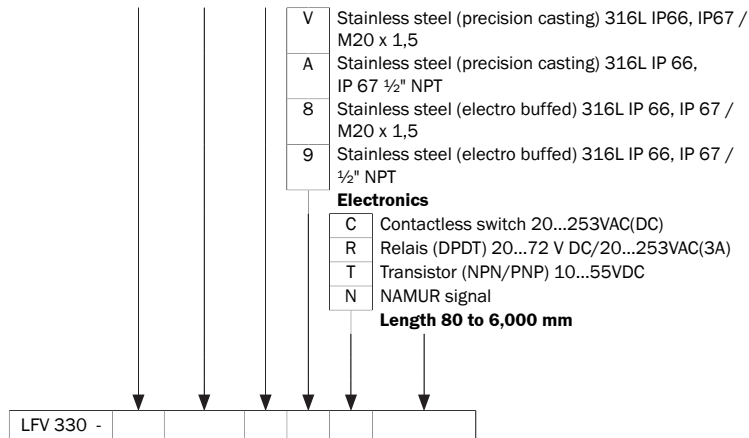 V Stainless steel (precision casting) 316L IP66, IP67 /
M20 x 1,5
A Stainless steel (precision casting) 316L IP 66,
IP 67 ½" NPT
8 Stainless steel (electro buffed) 316L IP 66, IP 67 /
M20 x 1,5
9 Stainless steel (electro buffed) 316L IP 66, IP 67 /
½" NPT
Electronics
C Contactless switch 20...253VAC(DC)
R Relais (DPDT) 20...72 V DC/20...253VAC(3A)
T Transistor (NPN/PNP) 10...55VDC
N NAMUR signal
Length 80 to 6,000 mm
LFV 330 -